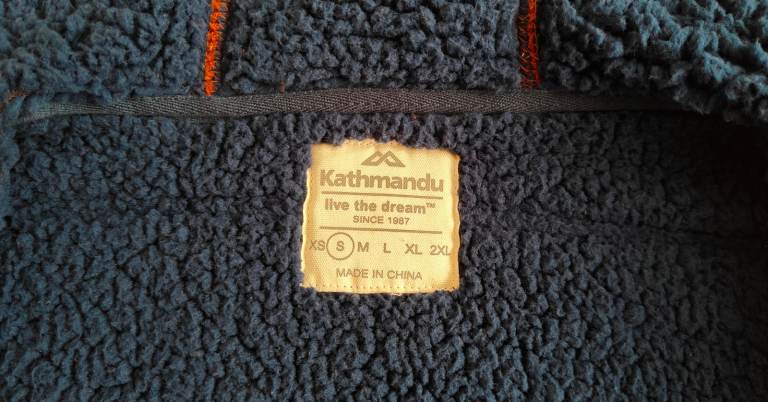 Kathmandu
live the dream™
SINCE 1987
XS S M L XL 2XL
MADE IN CHINA